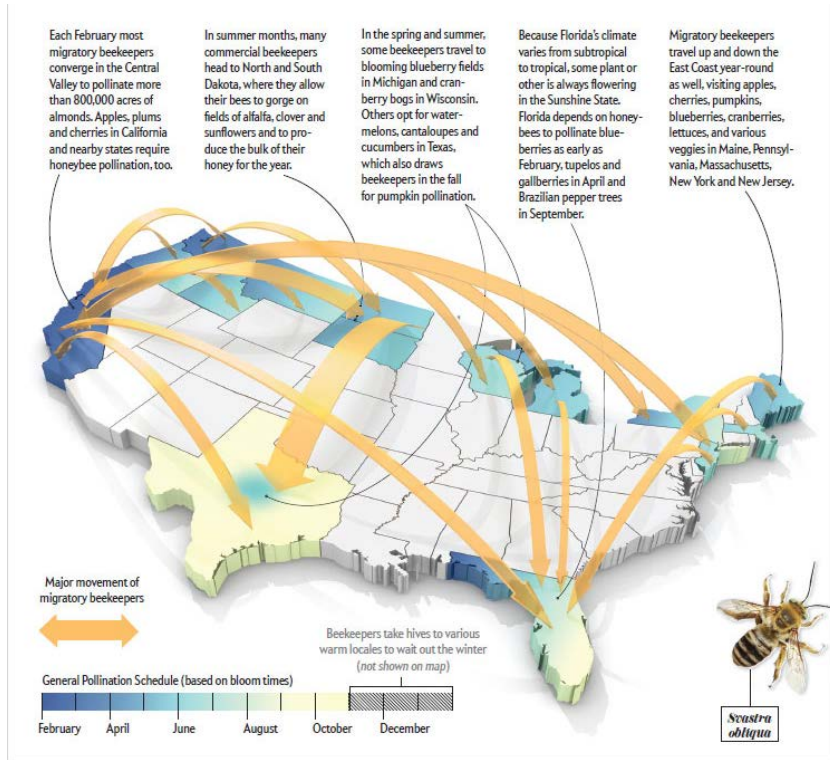 Each February most
migratory beekeepers
converge in the Central
Valley to pollinate more
than 800,000 acres of
almonds. Apples, plums
and cherries in California
and nearby states require
honeybee pollination, too.
In summer months, many
commercial beekeepers
head to North and South
Dakota, where they allow
their bees to gorge on
fields of alfalfa, clover and
sunflowers and to pro-
duce the bulk of their
honey for the year.
In the spring and summer,
some beekeepers travel to
blooming blueberry fields
in Michigan and cran-
berry bogs in Wisconsin.
Others opt for water-
melons, cantaloupes and
cucumbers in Texas,
which also draws
beekeepers in the fall
for pumpkin pollination.
Because Florida's climate
varies from subtropical
to tropical, some plant or
other is always flowering
in the Sunshine State.
Florida depends on honey-
bees to pollinate blue-
berries as early as
February, tupelos and
gallberries in April and
Brazilian pepper trees
in September.
Migratory beekeepers
travel up and down the
East Coast year-round
as well, visiting apples,
cherries, pumpkins,
blueberries, cranberries,
lettuces, and various
veggies in Maine, Pennsyl-
vania, Massachusetts,
New York and New Jersey.
Major movement of
migratory beekeepers
Beekeepers take hives to various
warm locales to wait out the winter
(not shown on map)
General Pollination Schedule (based on bloom times)
February April June August October December
Svastra
obliqua